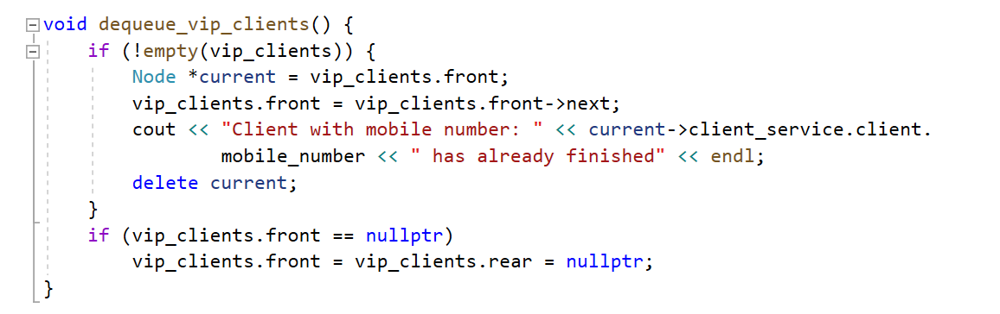 void dequeue_vip_clients() {
    if (!empty(vip_clients)) {
        Node *current = vip_clients.front;
        vip_clients.front = vip_clients.front->next;
        cout << "Client with mobile number: " << current->client_service.client.
                mobile_number << " has already finished" << endl;
        delete current;
    }
    if (vip_clients.front == nullptr)
        vip_clients.front = vip_clients.rear = nullptr;
}